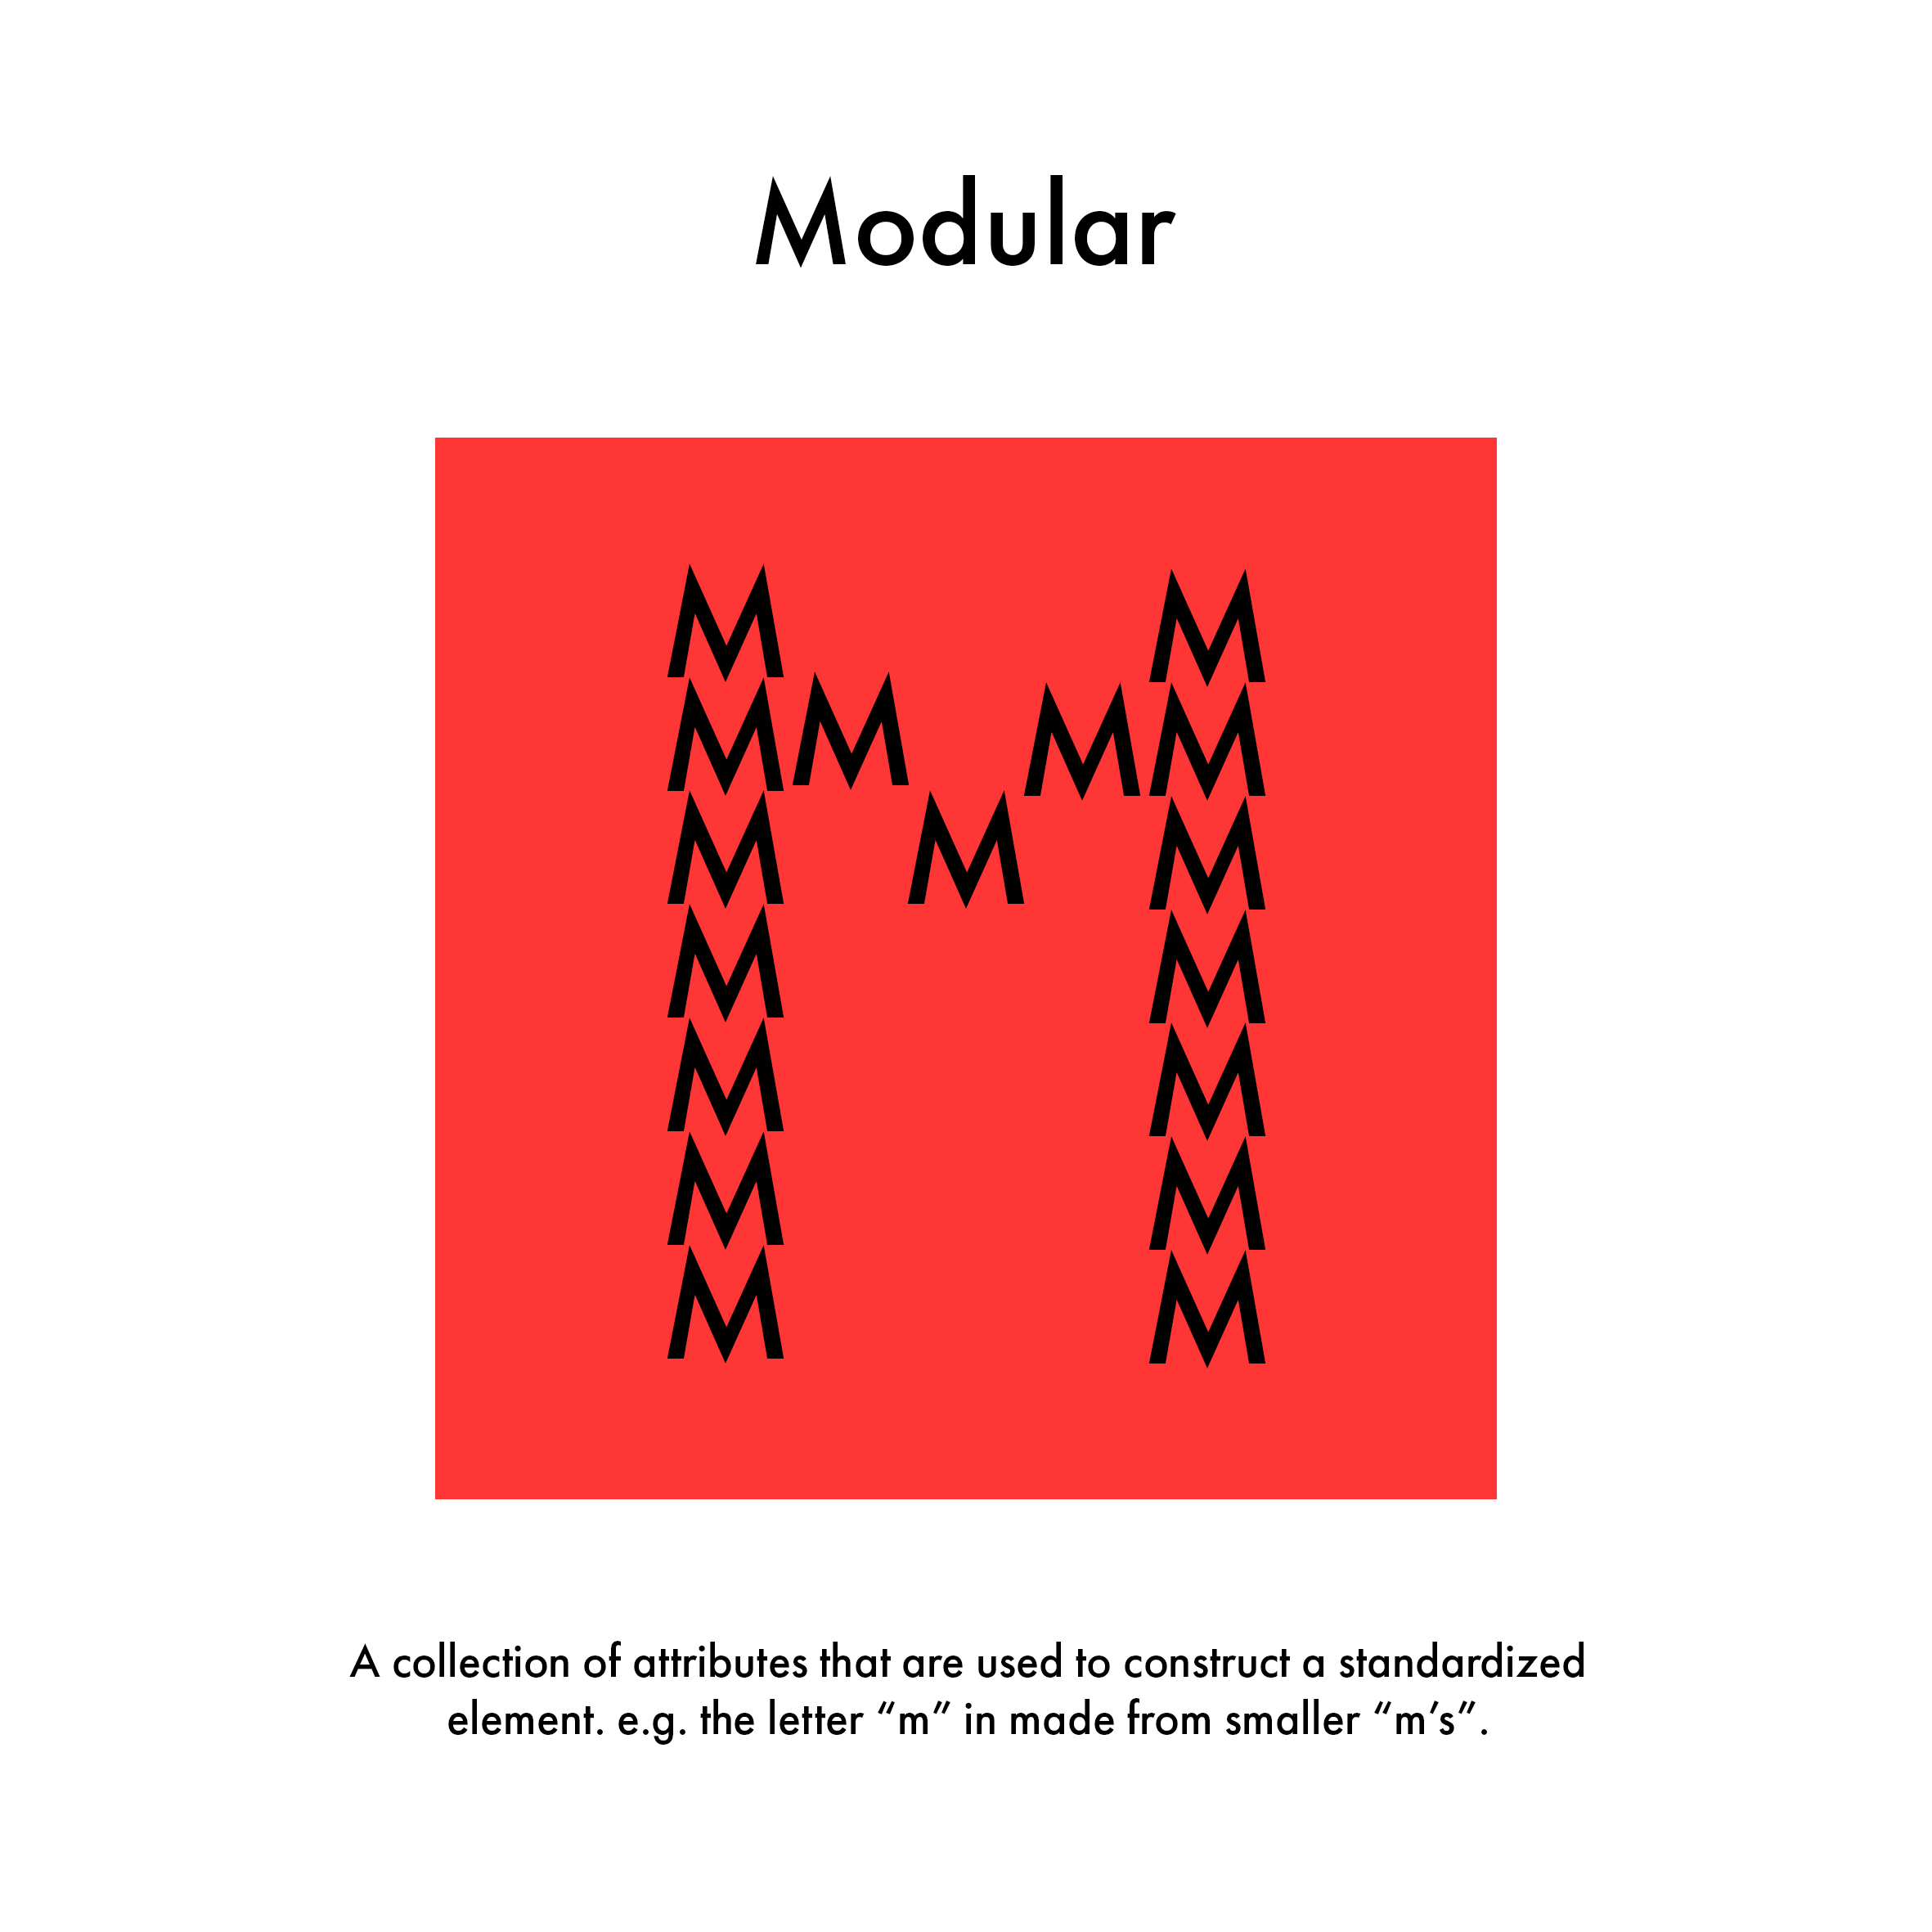 Modular
M M
M M M M
M M M
M M
M M
M M
M M
A collection of attributes that are used to construct a standardized
element. e.g. the letter “m” in made from smaller “m’s”.